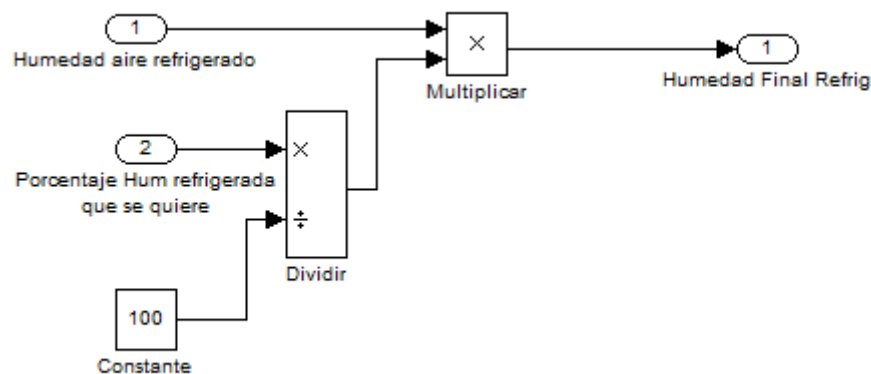 1
Humedad aire refrigerado
×
Multiplicar
1
Humedad Final Refrig
2
Porcentaje Hum refrigerada
que se quiere
×
÷
Dividir
100
Constante